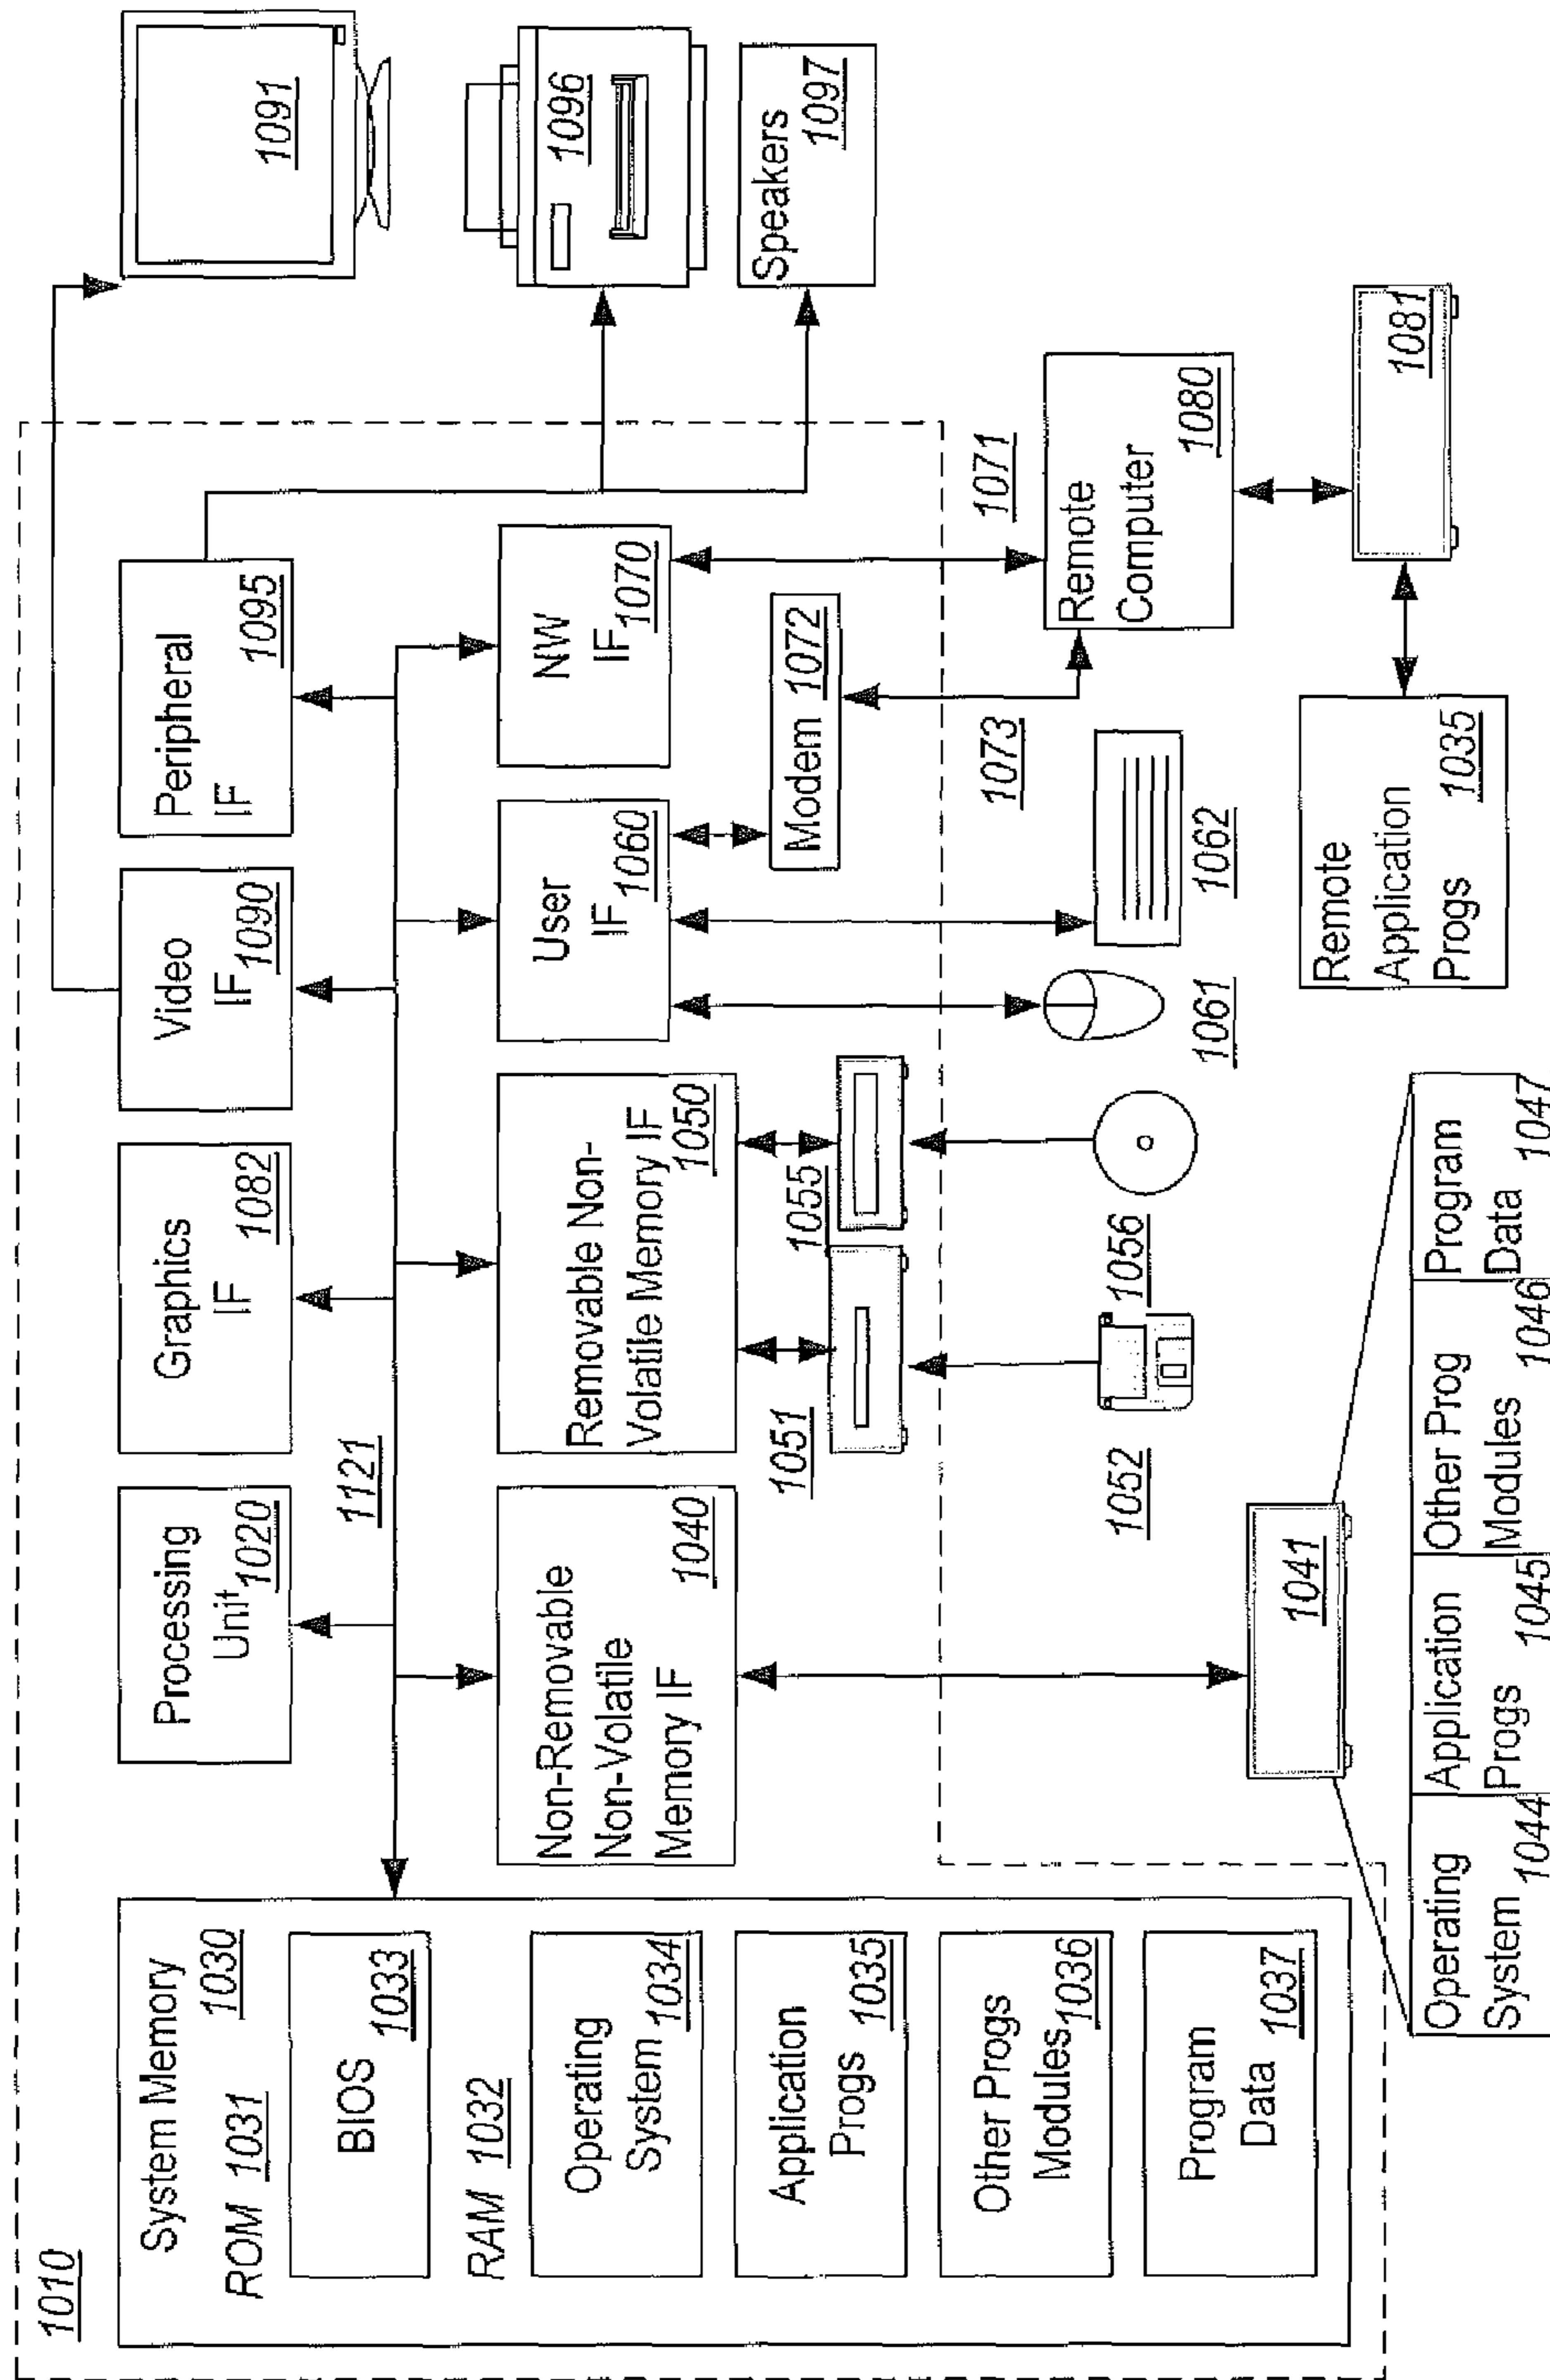 1010
System Memory
1030
ROM 1031
BIOS
1033
RAM 1032
Operating
System 1034
Application
Progs 1035
Other Progs
Modules 1036
Program
Data 1037
Processing
Unit 1020
Graphics
IF 1082
Video
IF 1090
Peripheral
IF 1095
1121
Non-Removable
Non-Volatile
Memory IF 1040
Removable Non-
Volatile Memory IF
1050
User
IF 1060
NW
IF 1070
1051
1055
Modem 1072
1052
1056
1061
1062
1073
1071
Remote
Computer
1080
1091
1096
Speakers
1097
1041
Operating
System 1044
Application
Progs 1045
Other Prog
Modules 1046
Program
Data 1047
Remote
Application
Progs 1035
1081